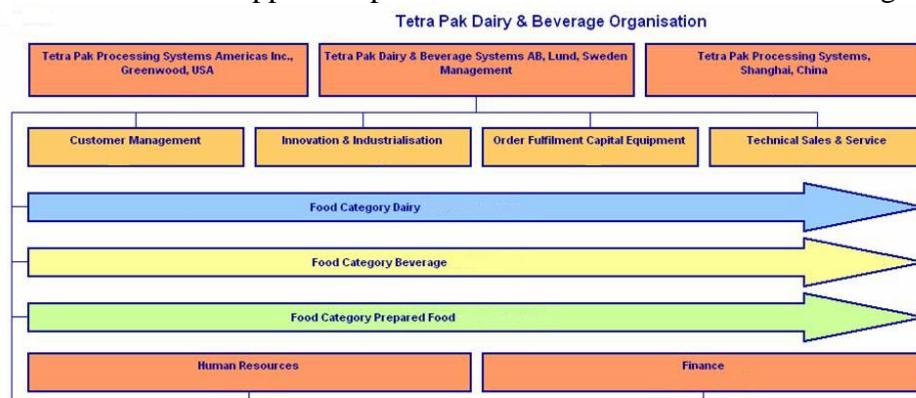 Tetra Pak Dairy & Beverage Organisation
Tetra Pak Processing Systems Americas Inc.,
Greenwood, USA
Tetra Pak Dairy & Beverage Systems AB, Lund, Sweden
Management
Tetra Pak Processing Systems,
Shanghai, China
Customer Management
Innovation & Industrialisation
Order Fulfilment Capital Equipment
Technical Sales & Service
Food Category Dairy
Food Category Beverage
Food Category Prepared Food
Human Resources
Finance